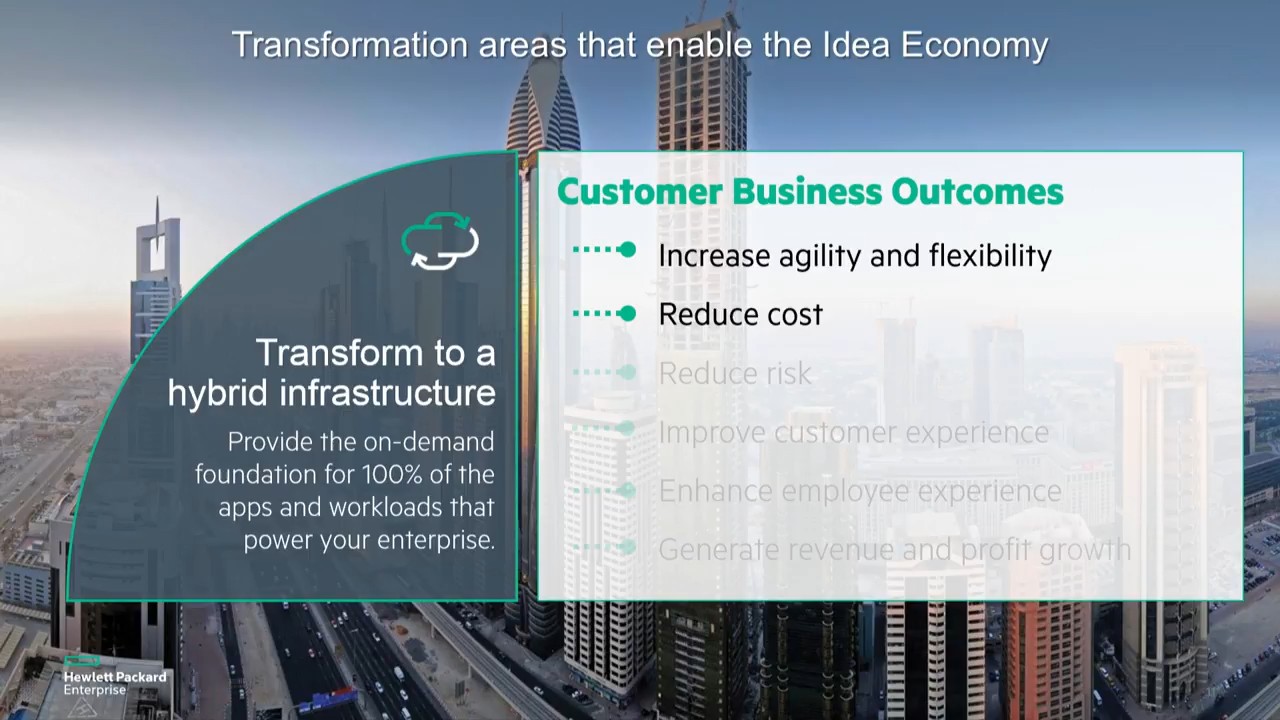 Transformation areas that enable the Idea Economy
Transform to a
hybrid infrastructure
Provide the on-demand
foundation for 100% of the
apps and workloads that
power your enterprise.
Customer Business Outcomes
Increase agility and flexibility
Reduce cost
Reduce risk
Improve customer experience
Enhance employee experience
Generate revenue and profit growth
Hewlett Packard
Enterprise